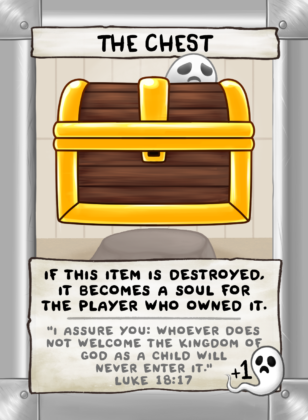 THE CHEST
IF THIS ITEM IS DESTROYED,
IT BECOMES A SOUL FOR
THE PLAYER WHO OWNED IT.
"I ASSURE YOU: WHOEVER DOES
NOT WELCOME THE KINGDOM OF
GOD AS A CHILD WILL
NEVER ENTER IT."
LUKE 18:17
+1